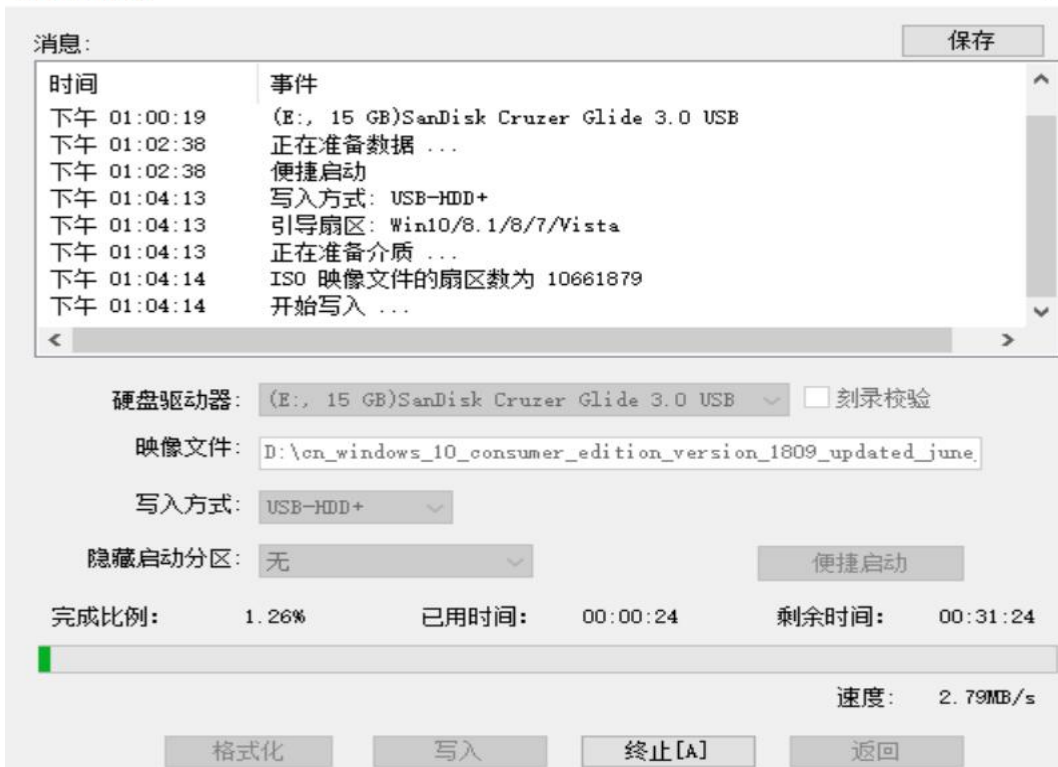 消息: 保存
时间 事件
下午 01:00:19 (E:, 15 GB)SanDisk Cruzer Glide 3.0 USB
下午 01:02:38 正在准备数据 ...
下午 01:02:38 便捷启动
下午 01:04:13 写入方式: USB-HDD+
下午 01:04:13 引导扇区: Win10/8.1/8/7/Vista
下午 01:04:13 正在准备介质 ...
下午 01:04:14 ISO 映像文件的扇区数为 10661879
下午 01:04:14 开始写入 ...
硬盘驱动器: (E:, 15 GB)SanDisk Cruzer Glide 3.0 USB 刻录校验
映像文件: D:\cn_windows_10_consumer_edition_version_1809_updated_june_
写入方式: USB-HDD+
隐藏启动分区: 无 便捷启动
完成比例: 1.26% 已用时间: 00:00:24 剩余时间: 00:31:24
速度: 2.79MB/s
格式化 写入 终止[A] 返回